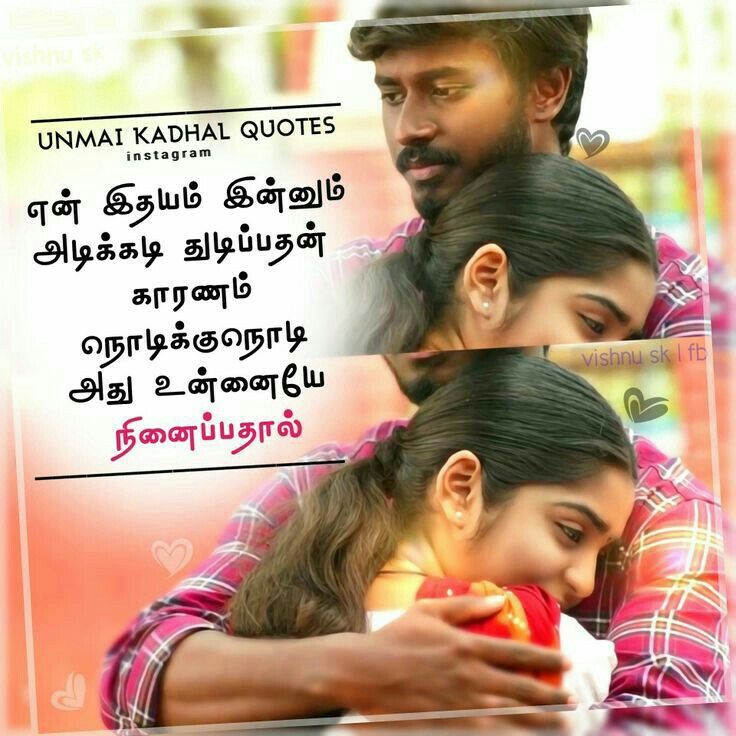 vishnu sk
UNMAI KADHAL QUOTES
instagram
என் இதயம் இன்னும்
அடிக்கடி துடிப்பதன்
காரணம்
நொடிக்குநொடி
அது உன்னையே
நினைப்பதால்
vishnu sk | fb